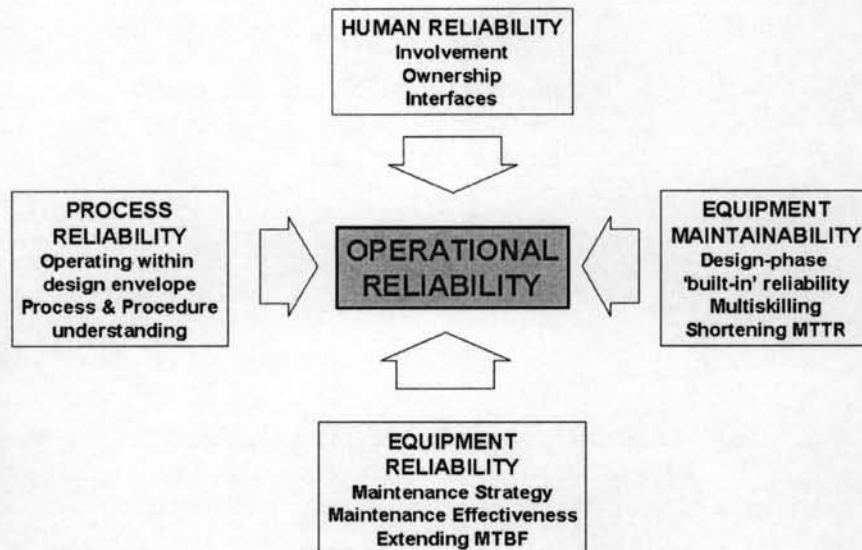 HUMAN RELIABILITY
Involvement
Ownership
Interfaces
PROCESS
RELIABILITY
Operating within
design envelope
Process & Procedure
understanding
OPERATIONAL
RELIABILITY
EQUIPMENT
MAINTAINABILITY
Design-phase
'built-in' reliability
Multiskilling
Shortening MTTR
EQUIPMENT
RELIABILITY
Maintenance Strategy
Maintenance Effectiveness
Extending MTBF